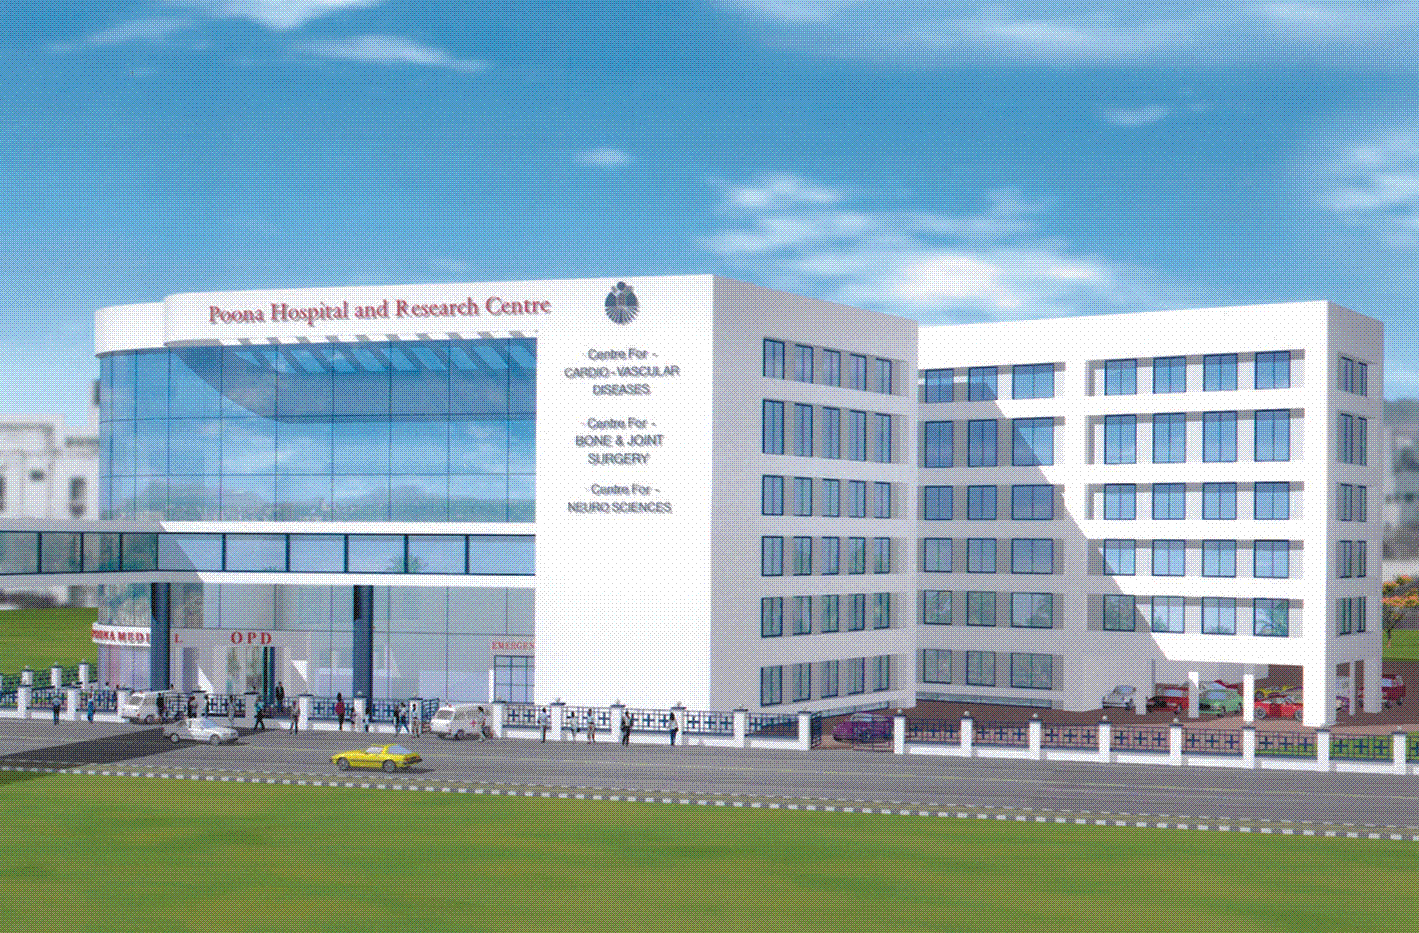 Poona Hospital and Research Centre
- Centre For -
CARDIO-VASCULAR
DISEASES
- Centre For -
BONE & JOINT
SURGERY
- Centre For -
NEURO SCIENCES
OPD